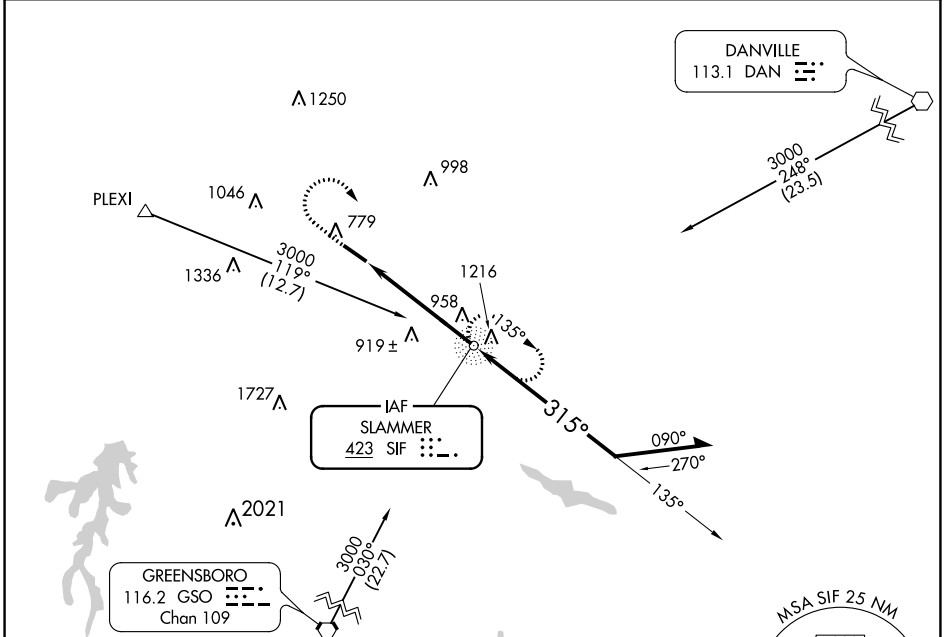 DANVILLE
113.1 DAN
1250
998
3000
248°
(23.5)
PLEXI
1046
779
3000
119°
(12.7)
1336
1216
958
135°
919 ±
1727
IAF
SLAMMER
423 SIF
315°
090°
270°
135°
2021
3000
030°
(22.7)
GREENSBORO
116.2 GSO
Chan 109
MSA SIF 25 NM